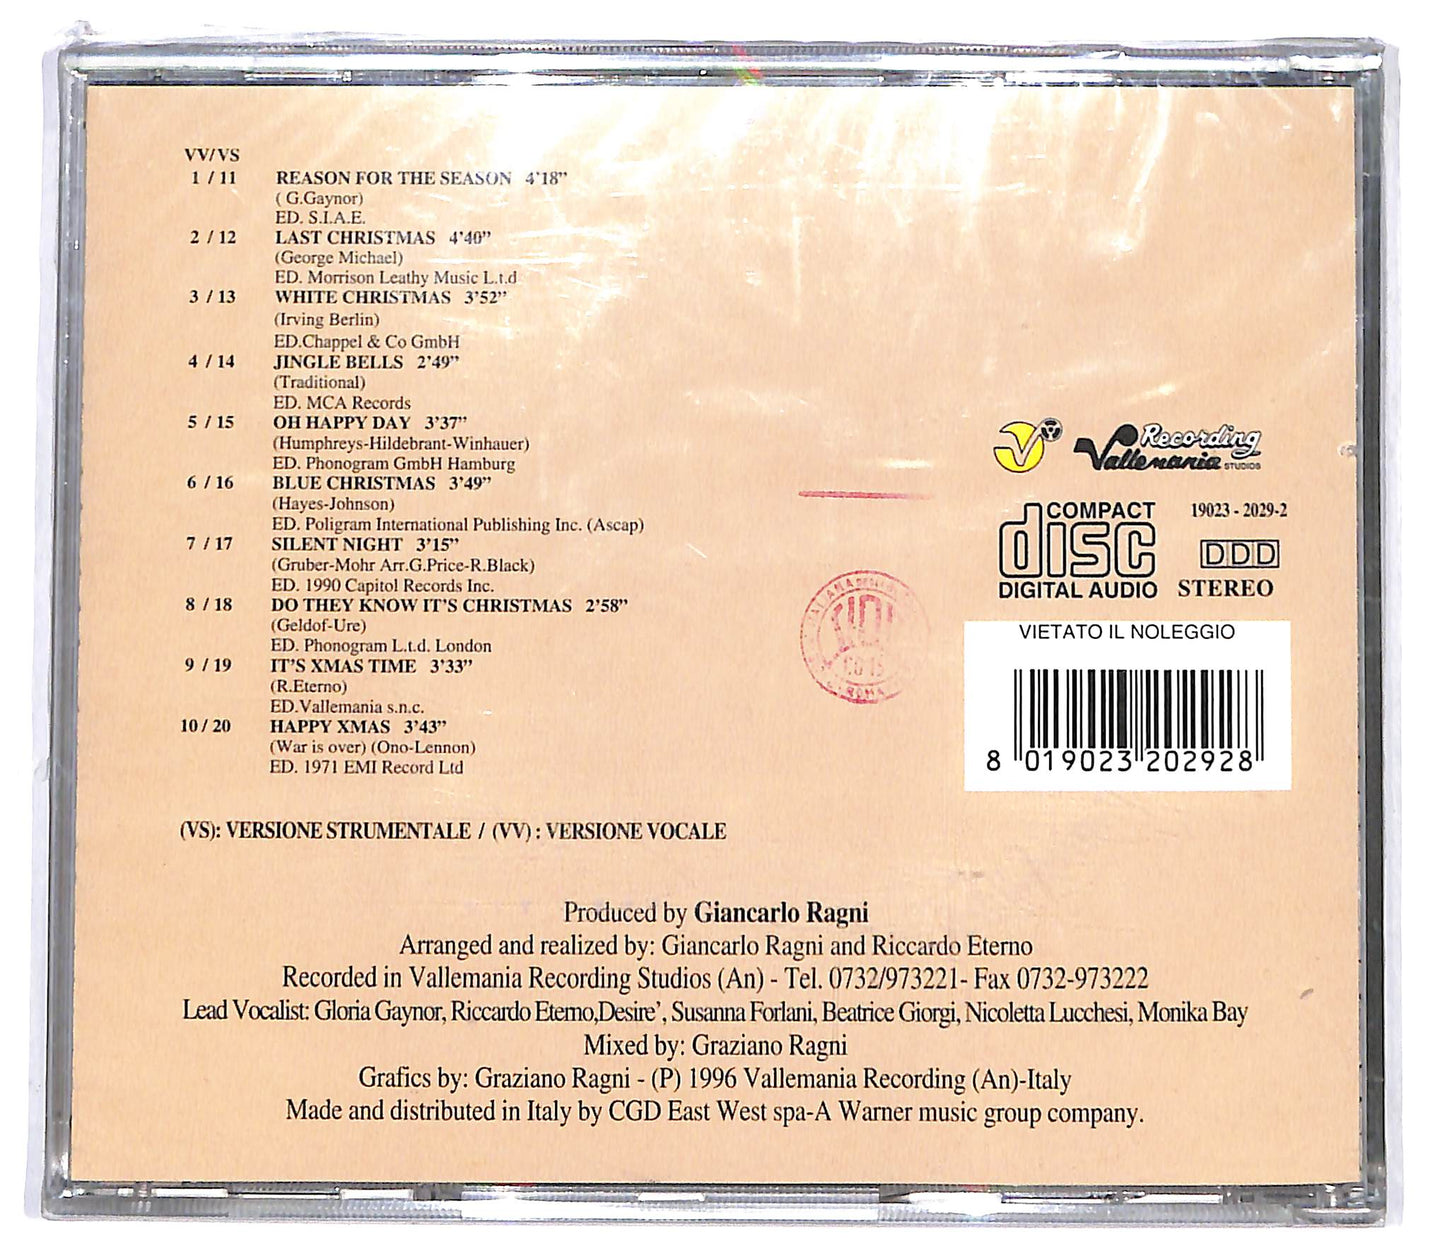 VV/VS
1 / 11 REASON FOR THE SEASON 4'18”
( G.Gaynor)
ED. S.I.A.E.
2 / 12 LAST CHRISTMAS 4'40”
(George Michael)
ED. Morrison Leathy Music L.t.d
3 / 13 WHITE CHRISTMAS 3'52”
(Irving Berlin)
ED.Chappel & Co GmbH
4 / 14 JINGLE BELLS 2'49”
(Traditional)
ED. MCA Records
5 / 15 OH HAPPY DAY 3'37”
(Humphreys-Hildebrant-Winhauer)
ED. Phonogram GmbH Hamburg
6 / 16 BLUE CHRISTMAS 3'49”
(Hayes-Johnson)
ED. Poligram International Publishing Inc. (Ascap)
7 / 17 SILENT NIGHT 3'15”
(Gruber-Mohr Arr.G.Price-R.Black)
ED. 1990 Capitol Records Inc.
8 / 18 DO THEY KNOW IT'S CHRISTMAS 2'58”
(Geldof-Ure)
ED. Phonogram L.t.d. London
9 / 19 IT'S XMAS TIME 3'33”
(R.Eterno)
ED.Vallemania s.n.c.
10 / 20 HAPPY XMAS 3'43”
(War is over) (Ono-Lennon)
ED. 1971 EMI Record Ltd
(VS): VERSIONE STRUMENTALE / (VV) : VERSIONE VOCALE
V Recording
Vallemania STUDIOS
COMPACT
disc
DIGITAL AUDIO
19023 - 2029-2
DDD
STEREO
VIETATO IL NOLEGGIO
8 019023 202928
ROMA
Produced by Giancarlo Ragni
Arranged and realized by: Giancarlo Ragni and Riccardo Eterno
Recorded in Vallemania Recording Studios (An) - Tel. 0732/973221- Fax 0732-973222
Lead Vocalist: Gloria Gaynor, Riccardo Eterno,Desire', Susanna Forlani, Beatrice Giorgi, Nicoletta Lucchesi, Monika Bay
Mixed by: Graziano Ragni
Grafics by: Graziano Ragni - (P) 1996 Vallemania Recording (An)-Italy
Made and distributed in Italy by CGD East West spa-A Warner music group company.